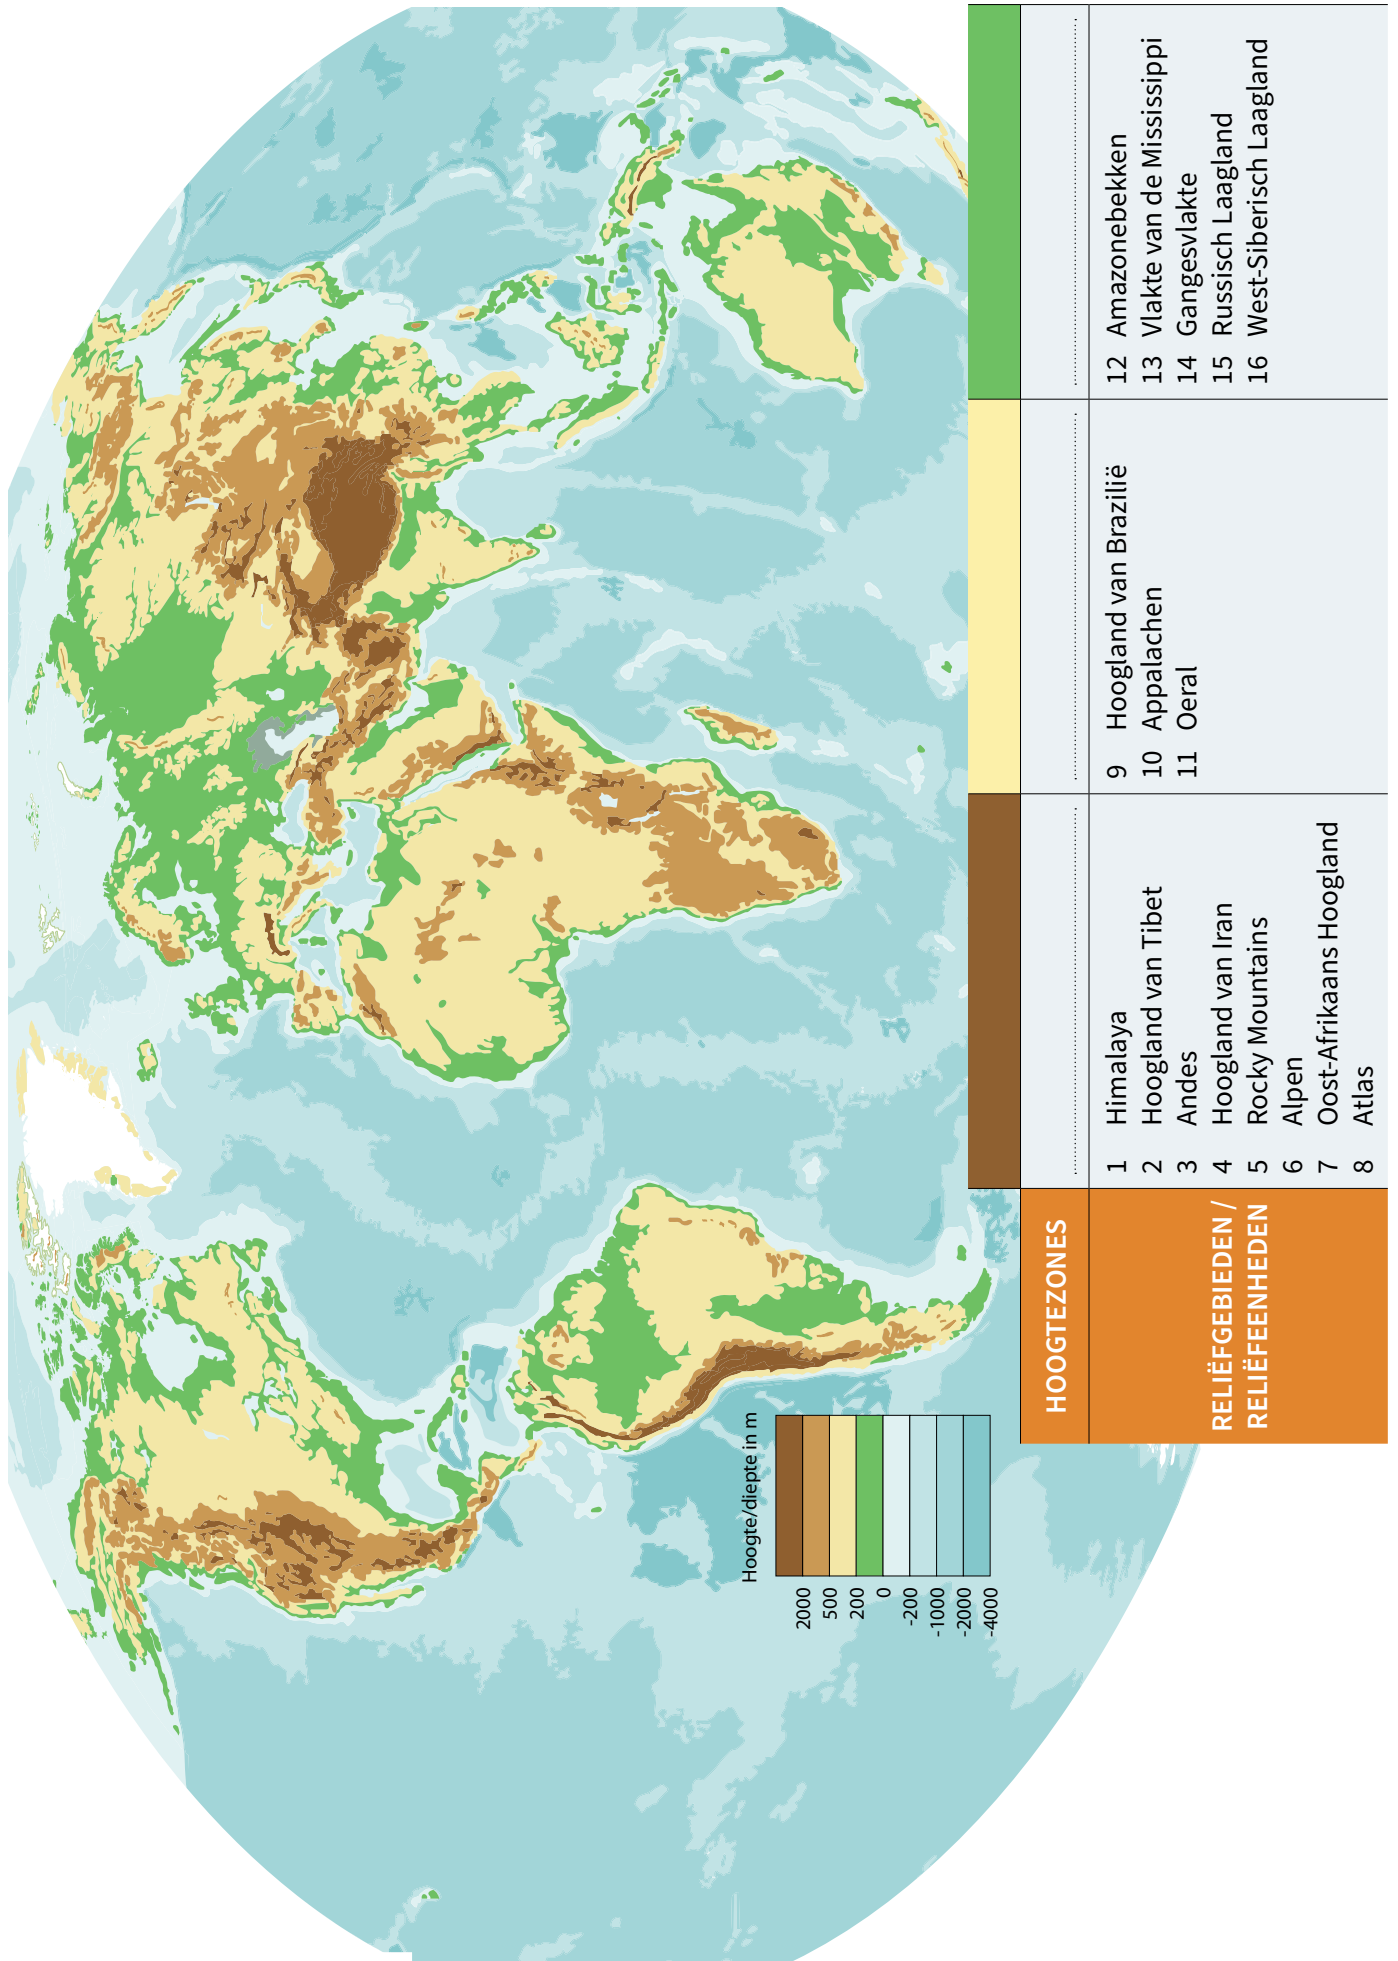 Hoogte/diepte in m
2000
500
200
0
-200
-1000
-2000
-4000
HOOGTEZONES
RELIËFGEBIEDEN /
RELIËFEENHEDEN
1 Himalaya
2 Hoogland van Tibet
3 Andes
4 Hoogland van Iran
5 Rocky Mountains
6 Alpen
7 Oost-Afrikaans Hoogland
8 Atlas
9 Hoogland van Brazilië
10 Appalachen
11 Oeral
12 Amazonebekken
13 Vlakte van de Mississippi
14 Gangesvlakte
15 Russisch Laagland
16 West-Siberisch Laagland